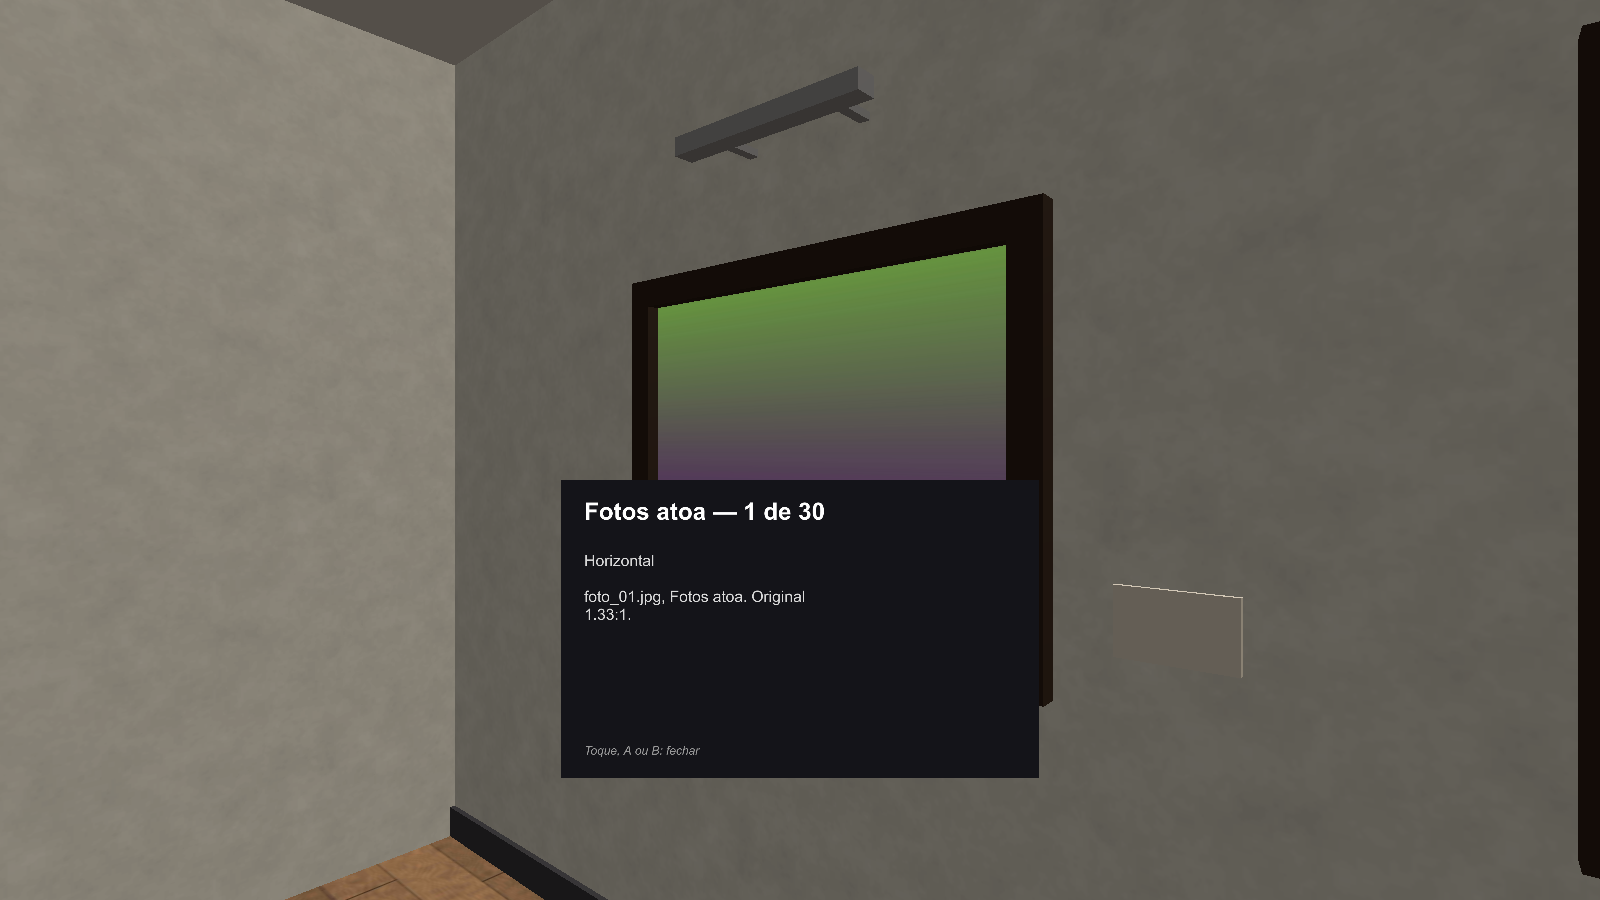 Fotos atoa — 1 de 30
Horizontal
foto_01.jpg, Fotos atoa. Original
1.33:1.
Toque, A ou B: fechar